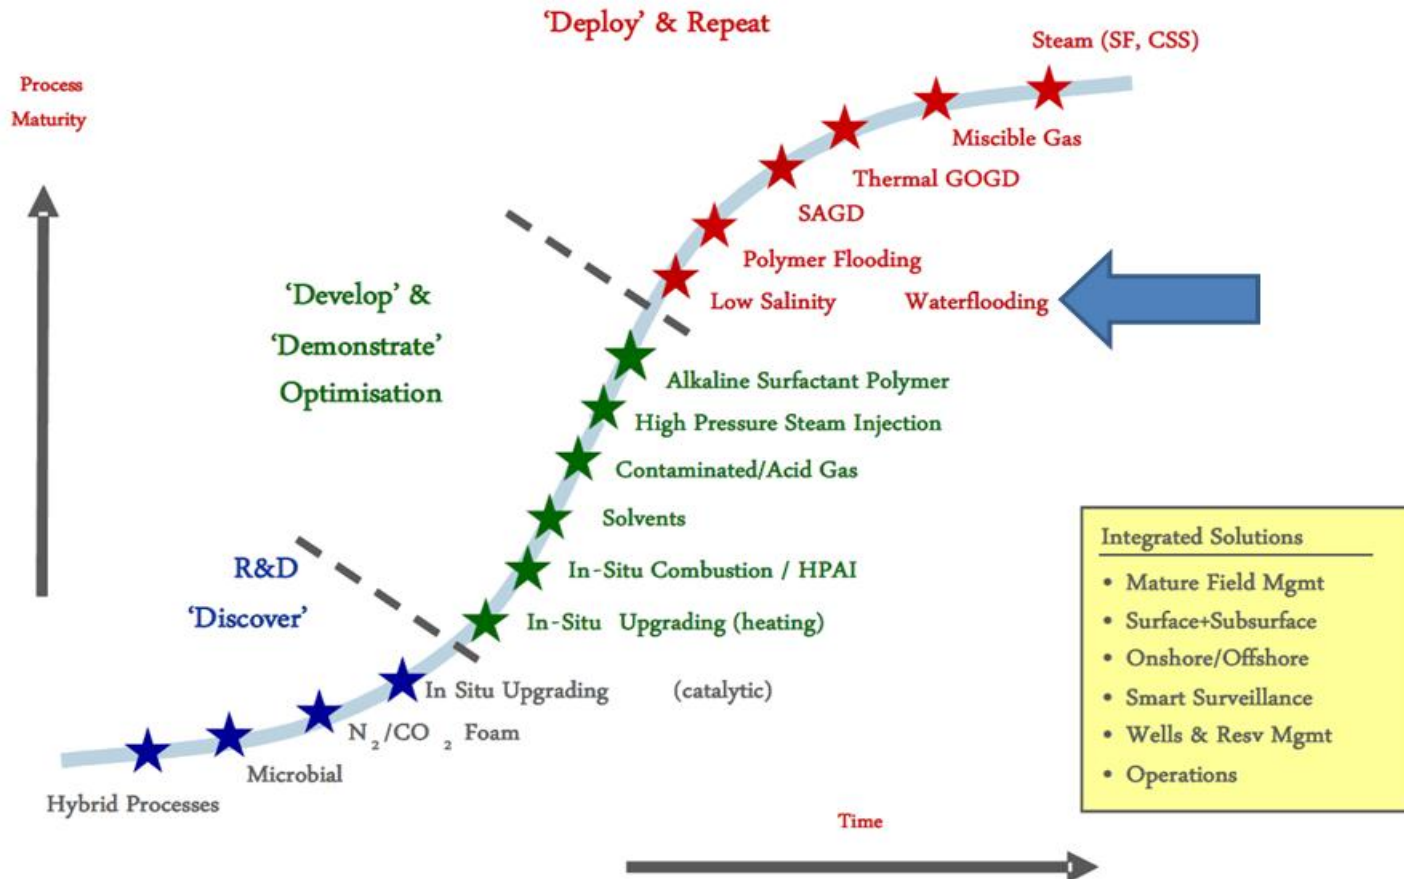 'Deploy' & Repeat
Steam (SF, CSS)
Process
Maturity
Miscible Gas
Thermal GOGD
SAGD
Polymer Flooding
Low Salinity Waterflooding
'Develop' &
'Demonstrate'
Optimisation
Alkaline Surfactant Polymer
High Pressure Steam Injection
Contaminated/Acid Gas
Solvents
In-Situ Combustion / HPAI
In-Situ Upgrading (heating)
R&D
'Discover'
In Situ Upgrading (catalytic)
N₂/CO₂ Foam
Microbial
Hybrid Processes
Integrated Solutions
• Mature Field Mgmt
• Surface+Subsurface
• Onshore/Offshore
• Smart Surveillance
• Wells & Resv Mgmt
• Operations
Time